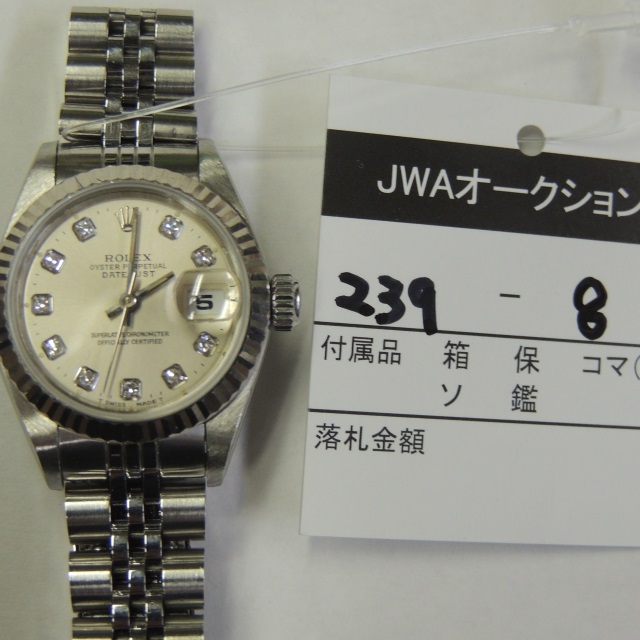 ROLEX
OYSTER PERPETUAL
DATEJUST
5
SUPERLATIVE CHRONOMETER
OFFICIALLY CERTIFIED
JWAオークション
239 - 8
付属品 箱 保 コマ(
ソ 鑑
落札金額